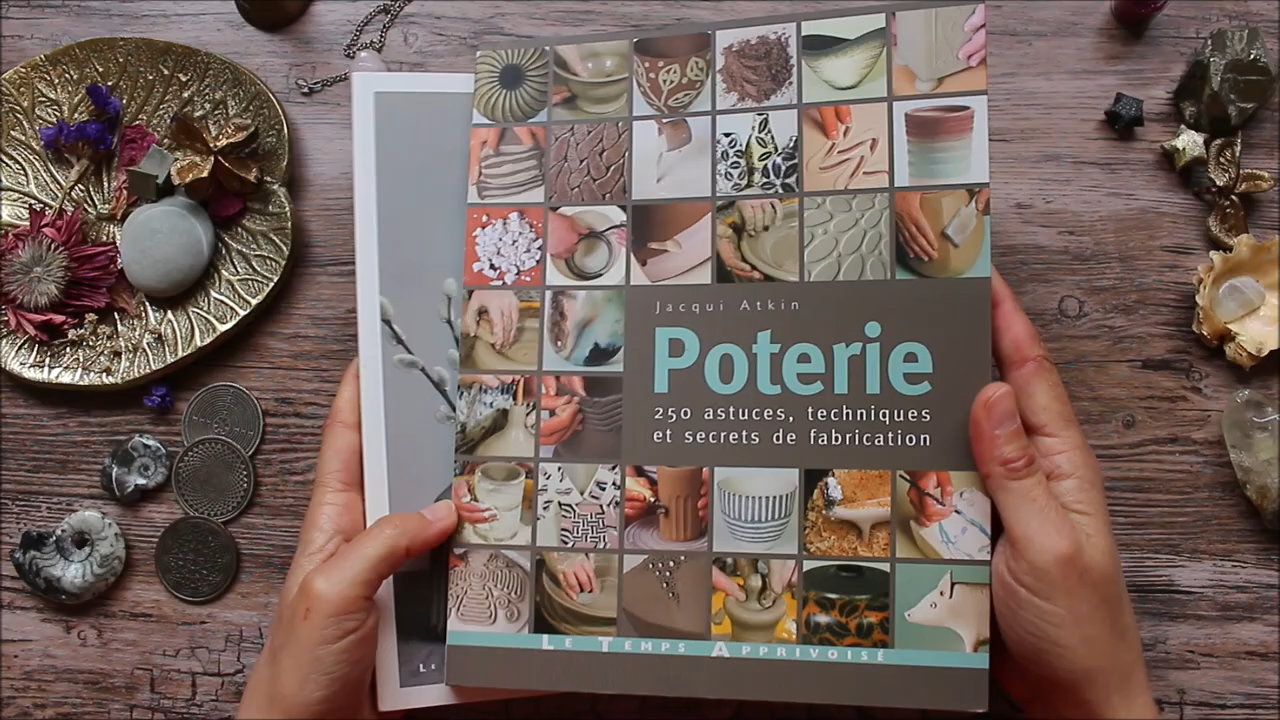 Jacqui Atkin
Poterie
250 astuces, techniques
et secrets de fabrication
LE TEMPS APPRIVOISÉ